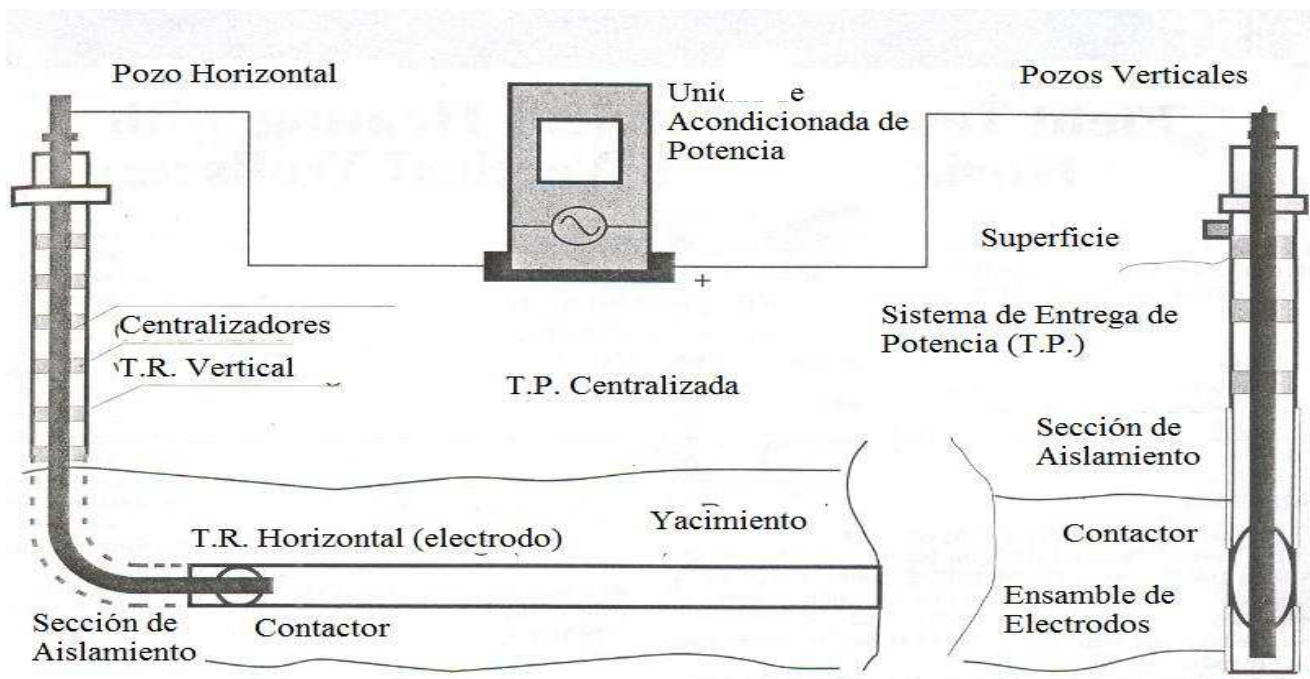 Pozo Horizontal
Pozos Verticales
Acondicionada de
Potencia
Superficie
Centralizadores
T.R. Vertical
Sistema de Entrega de
Potencia (T.P.)
T.P. Centralizada
Sección de
Aislamiento
Yacimiento
T.R. Horizontal (electrodo)
Contactor
Ensamble de
Electrodos
Sección de
Aislamiento
Contactor
+